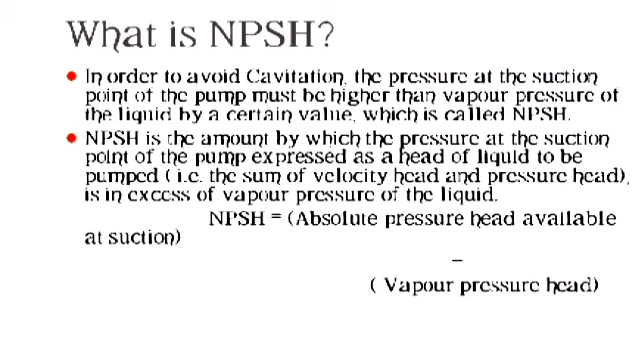 What is NPSH?
• In order to avoid Cavitation, the pressure at the suction
point of the pump must be higher than vapour pressure of
the liquid by a certain value, which is called NPSH.
• NPSH is the amount by which the pressure at the suction
point of the pump expressed as a head of liquid to be
pumped ( i.e. the sum of velocity head and pressure head),
is in excess of vapour pressure of the liquid.
NPSH = (Absolute pressure head available
at suction)
–
( Vapour pressure head)